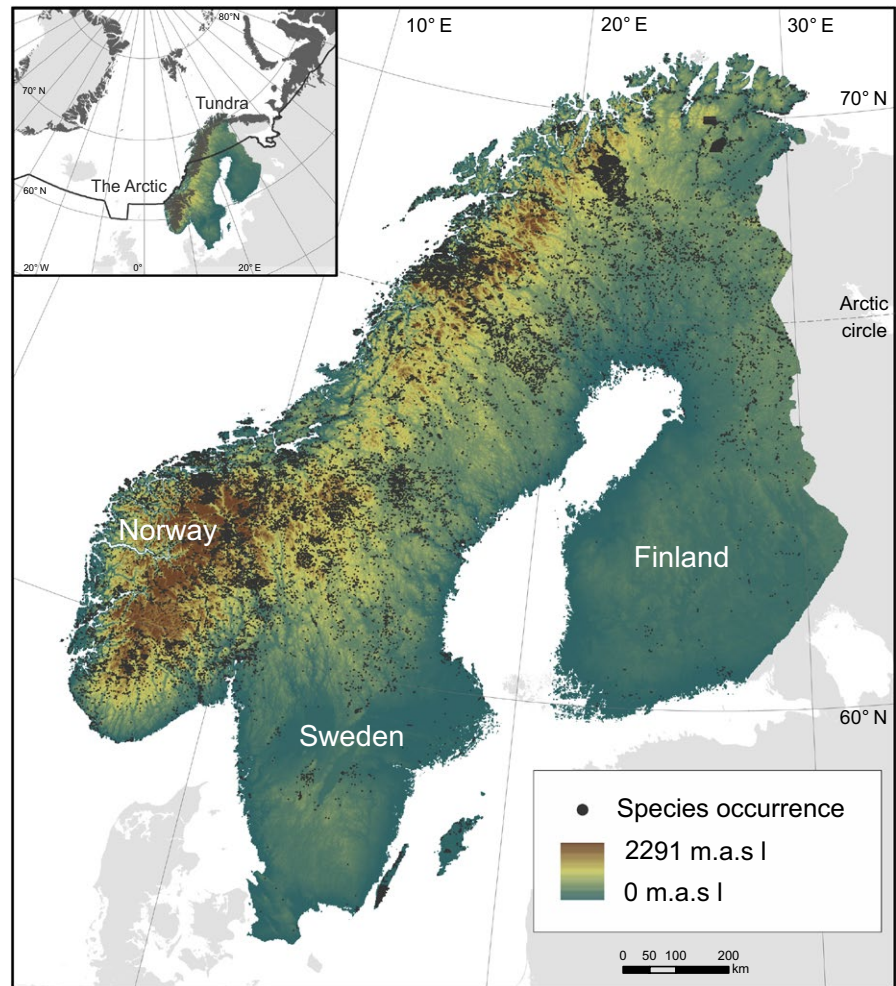 80° N
70° N
Tundra
The Arctic
60° N
20° W
0°
20° E
10° E
20° E
30° E
70° N
Arctic
circle
Norway
Finland
60° N
Sweden
Species occurrence
2291 m.a.s l
0 m.a.s l
0 50 100 200
km